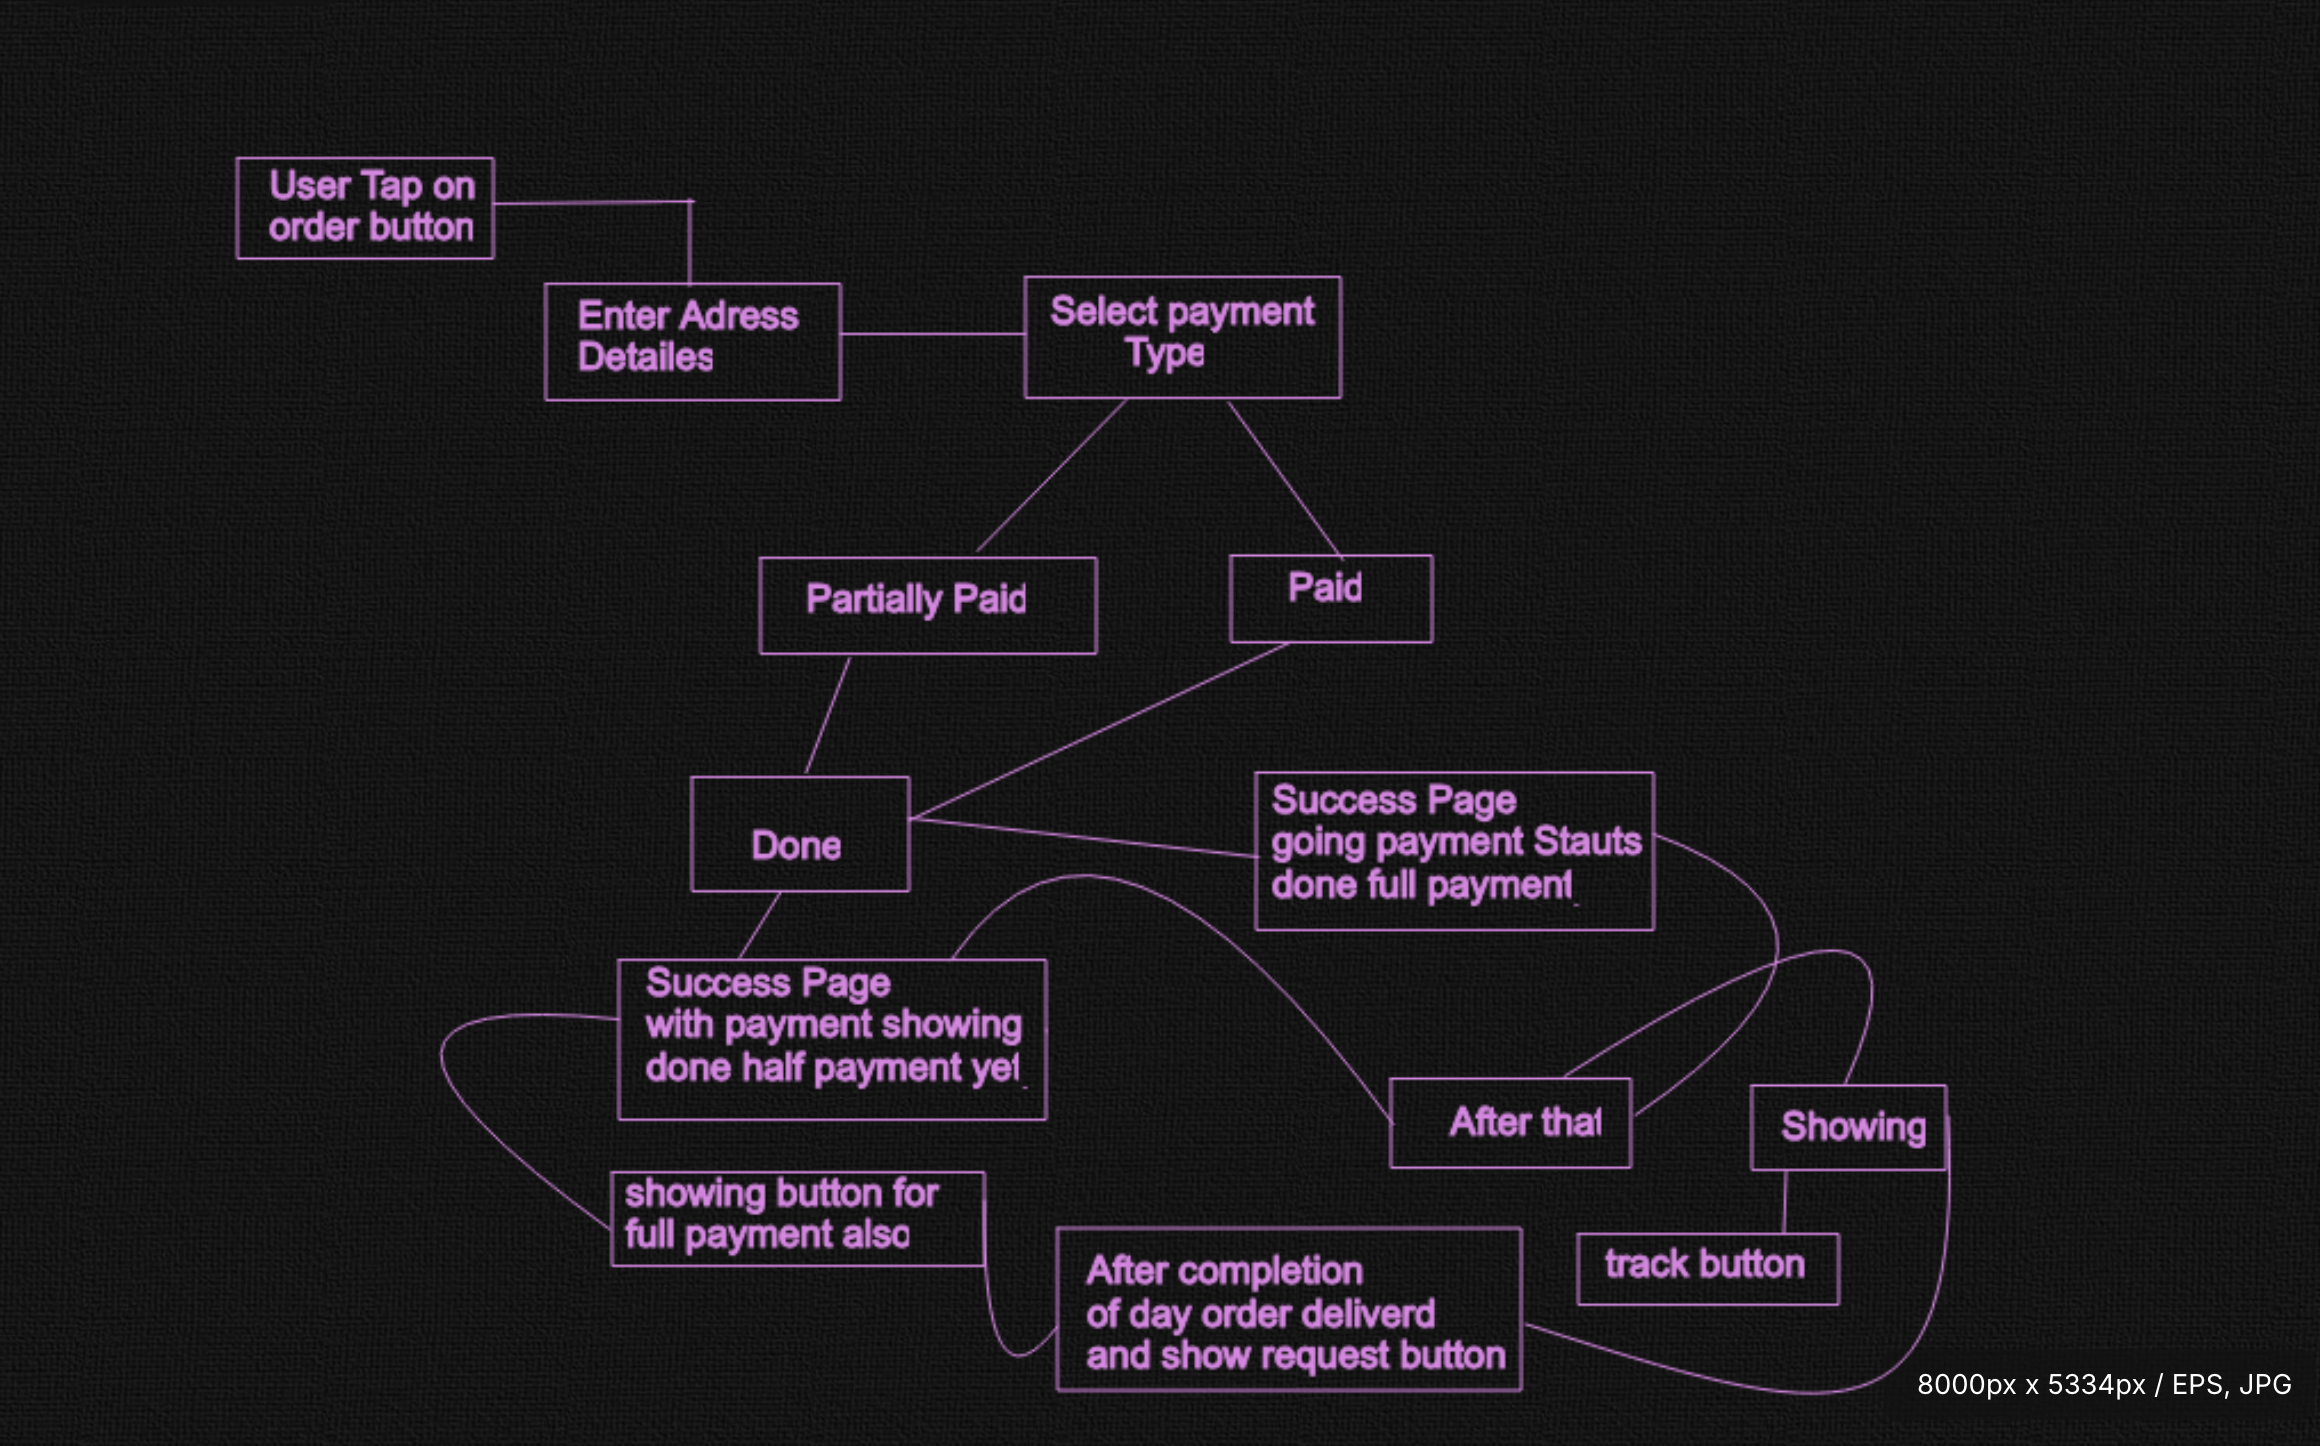 User Tap on
order button
Enter Adress
Detailes
Select payment
Type
Partially Paid
Paid
Done
Success Page
going payment Stauts
done full payment
Success Page
with payment showing
done half payment yet
After that
Showing
showing button for
full payment also
track button
After completion
of day order deliverd
and show request button
8000px x 5334px / EPS, JPG